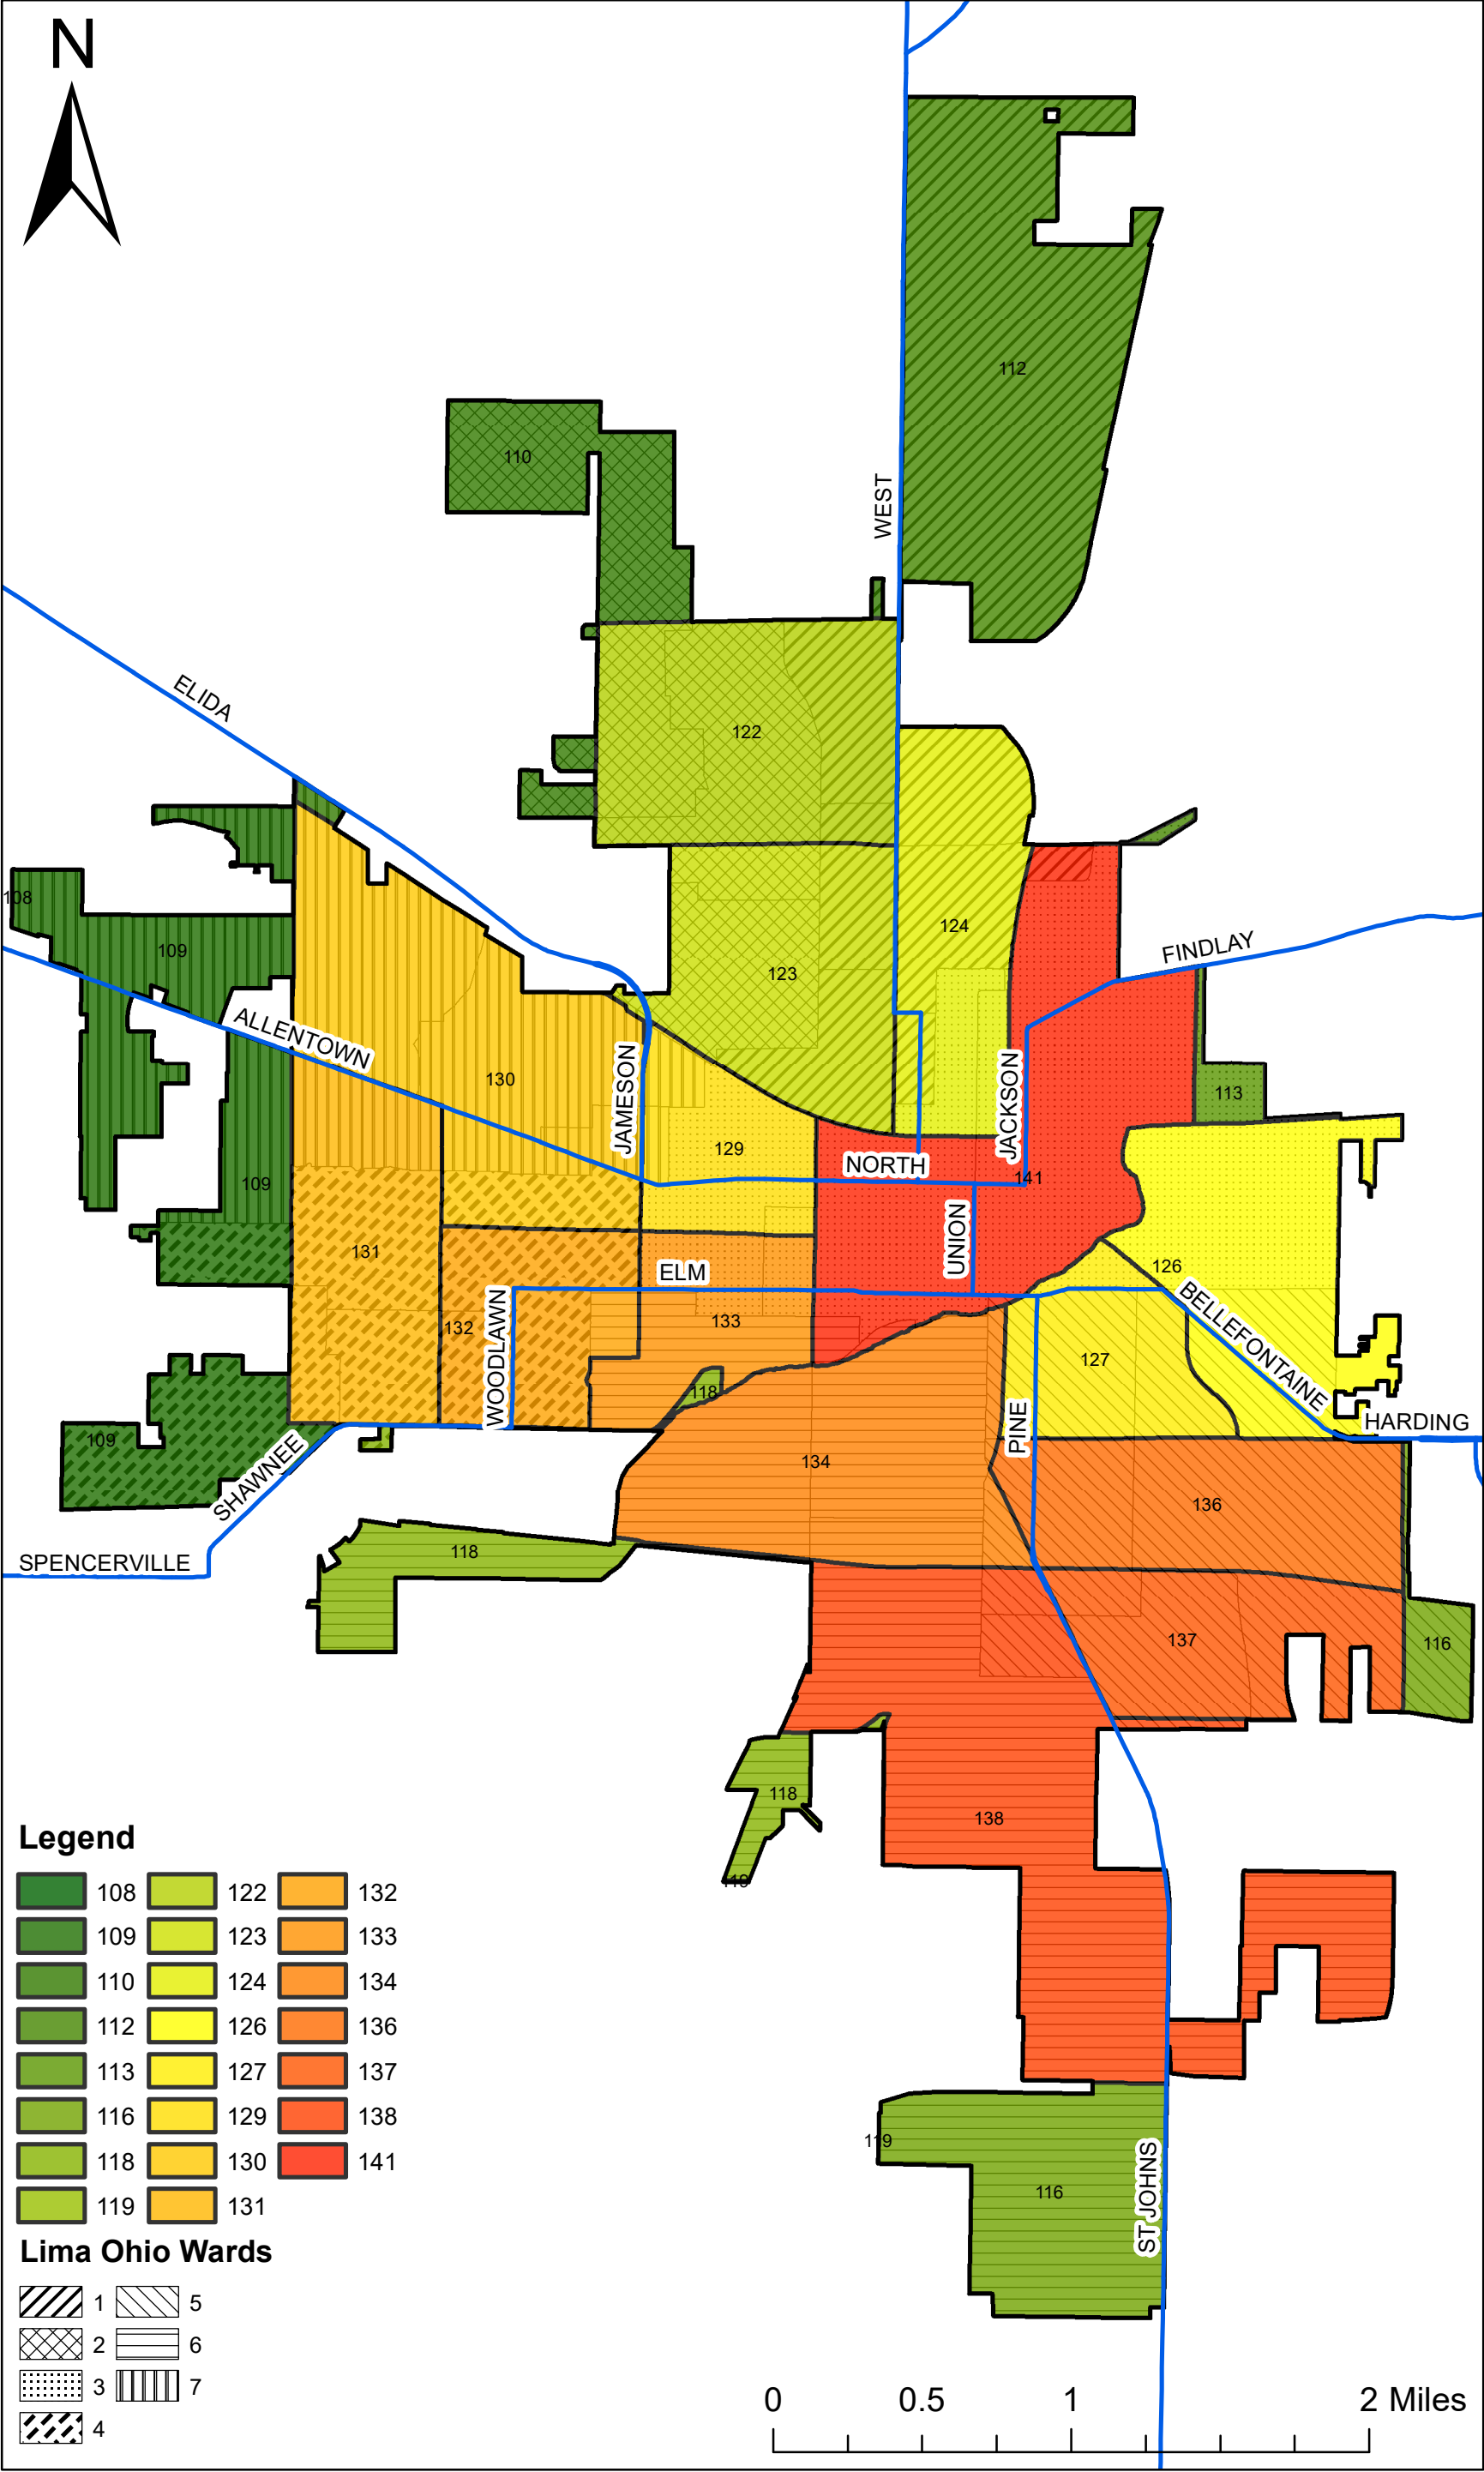 N
112
110
WEST
ELIDA
122
108
124
109
FINDLAY
123
ALLENTOWN
130
JAMESON
JACKSON
113
129
NORTH
141
109
UNION
131
126
ELM
132
WOODLAWN
133
BELLEFONTAINE
127
118
PINE
HARDING
109
134
SHAWNEE
136
118
SPENCERVILLE
137
116
118
138
119
Legend
108 122 132
109 123 133
110 124 134
112 126 136
113 127 137
116 129 138
118 130 141
119 131
119
116
ST JOHNS
Lima Ohio Wards
1 5
2 6
3 7
4
0 0.5 1 2 Miles